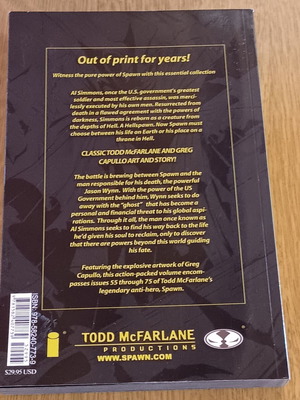 Out of print for years!
Witness the pure power of Spawn with this essential collection
Al Simmons, once the U.S. government's greatest
soldier and most effective assassin, was merci-
lessly executed by his own men. Resurrected from
death in a flawed agreement with the powers of
darkness, Simmons is reborn as a creature from
the depths of Hell. A Hellspawn. Now Spawn must
choose between his life on Earth or his place on a
throne in Hell.
CLASSIC TODD McFARLANE AND GREG
CAPULLO ART AND STORY!
The battle is brewing between Spawn and the
man responsible for his death, the powerful
Jason Wynn. With the power of the US
Government behind him, Wynn seeks to do
away with the "ghost" that has become a
personal and financial threat to his global aspi-
rations. Through it all, the man once known as
Al Simmons seeks to find his way back to the life
he'd given his soul to reclaim, only to discover
that there are powers beyond this world guiding
his fate.
Featuring the explosive artwork of Greg
Capullo, this action-packed volume encom-
passes issues 55 through 75 of Todd McFarlane's
legendary anti-hero, Spawn.
ISBN: 978-1-58240-773-9
$29.95 USD
TODD McFARLANE
PRODUCTIONS
WWW.SPAWN.COM